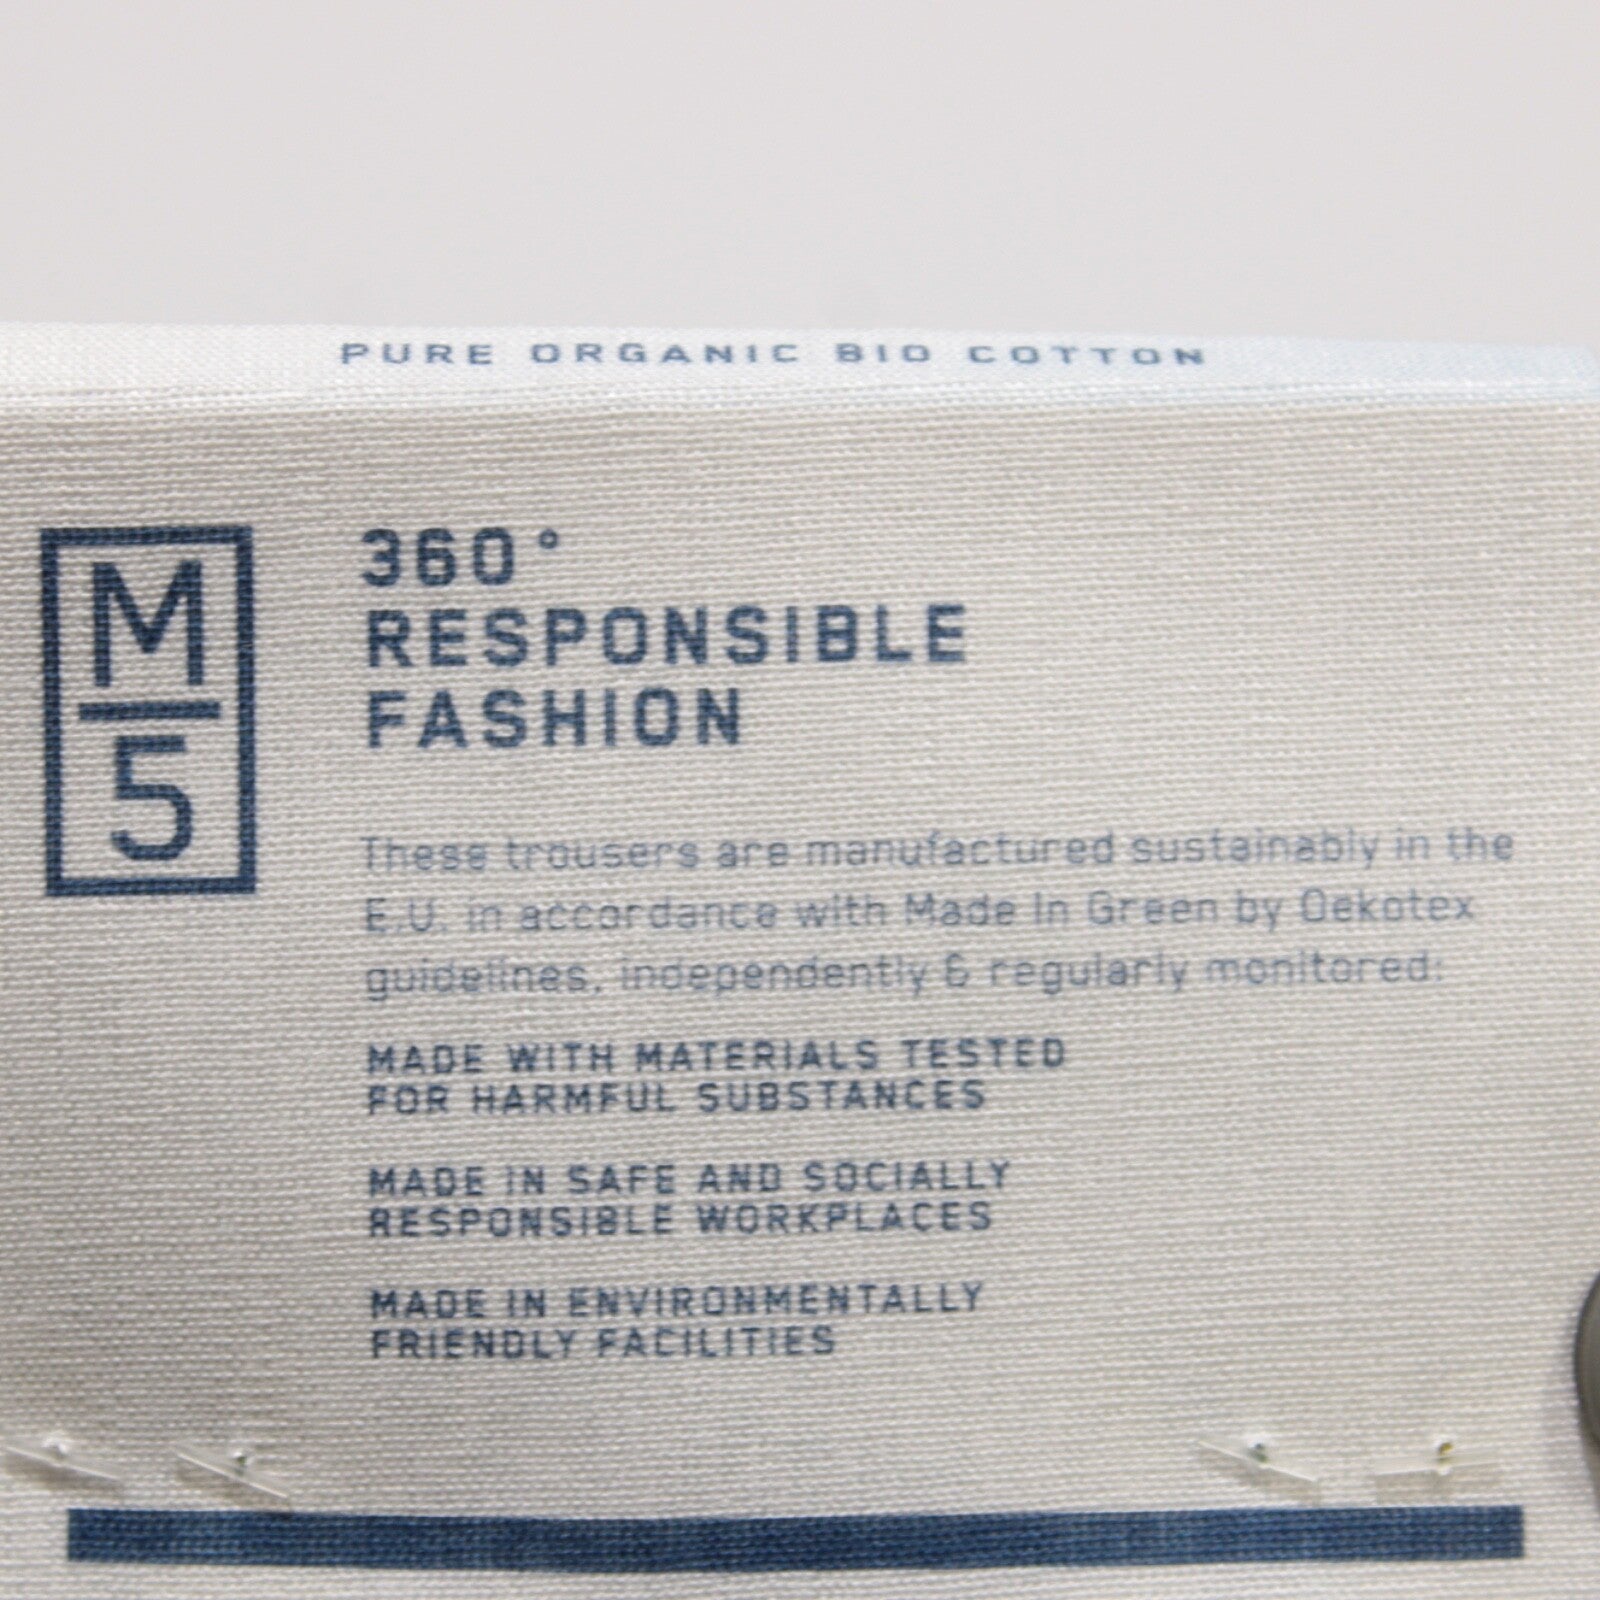 PURE ORGANIC BIO COTTON
M
5
360°
RESPONSIBLE
FASHION
These trousers are manufactured sustainably in the
E.U. in accordance with Made In Green by Oekotex
guidelines, independently & regularly monitored:
MADE WITH MATERIALS TESTED
FOR HARMFUL SUBSTANCES
MADE IN SAFE AND SOCIALLY
RESPONSIBLE WORKPLACES
MADE IN ENVIRONMENTALLY
FRIENDLY FACILITIES